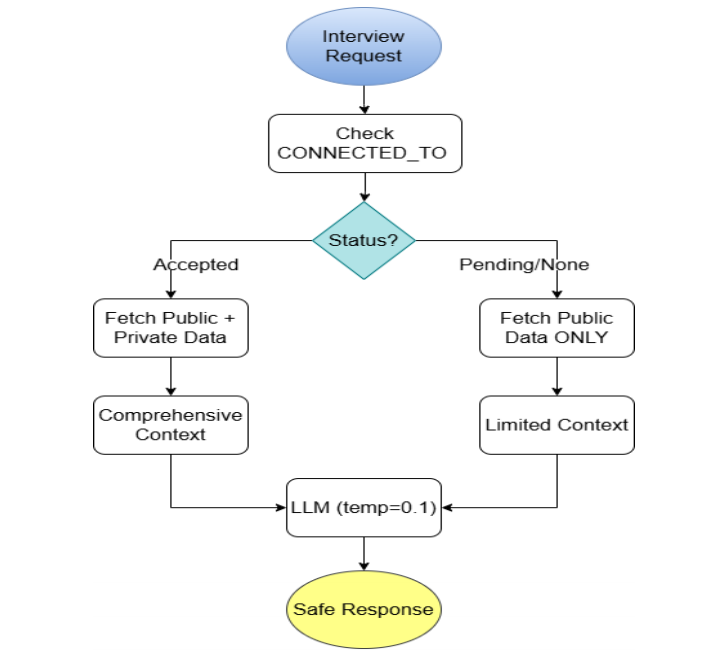 Interview
Request
Check
CONNECTED_TO
Status?
Accepted
Pending/None
Fetch Public +
Private Data
Fetch Public
Data ONLY
Comprehensive
Context
Limited Context
LLM (temp=0.1)
Safe Response